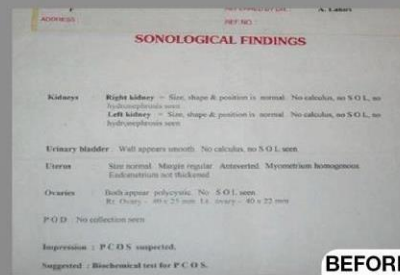 ADDRESS
REF NO.
A. Lahori
SONOLOGICAL FINDINGS
Kidneys Right kidney – Size, shape & position is normal. No calculus, no S O L, no
hydronephrosis seen
Left kidney – Size, shape & position is normal. No calculus, no S O L, no
hydronephrosis seen
Urinary bladder : Wall appears smooth. No calculus, no S O L seen
Uterus Size normal. Margin regular. Anteverted. Myometrium homogenous
Endometrium not thickened
Ovaries Both appear polycystic. No S O L seen
Rt. Ovary - 40 x 23 mm Lt. ovary - 40 x 22 mm
P O D No collection seen
Impression : P C O S suspected.
Suggested : Biochemical test for P C O S.
BEFOR